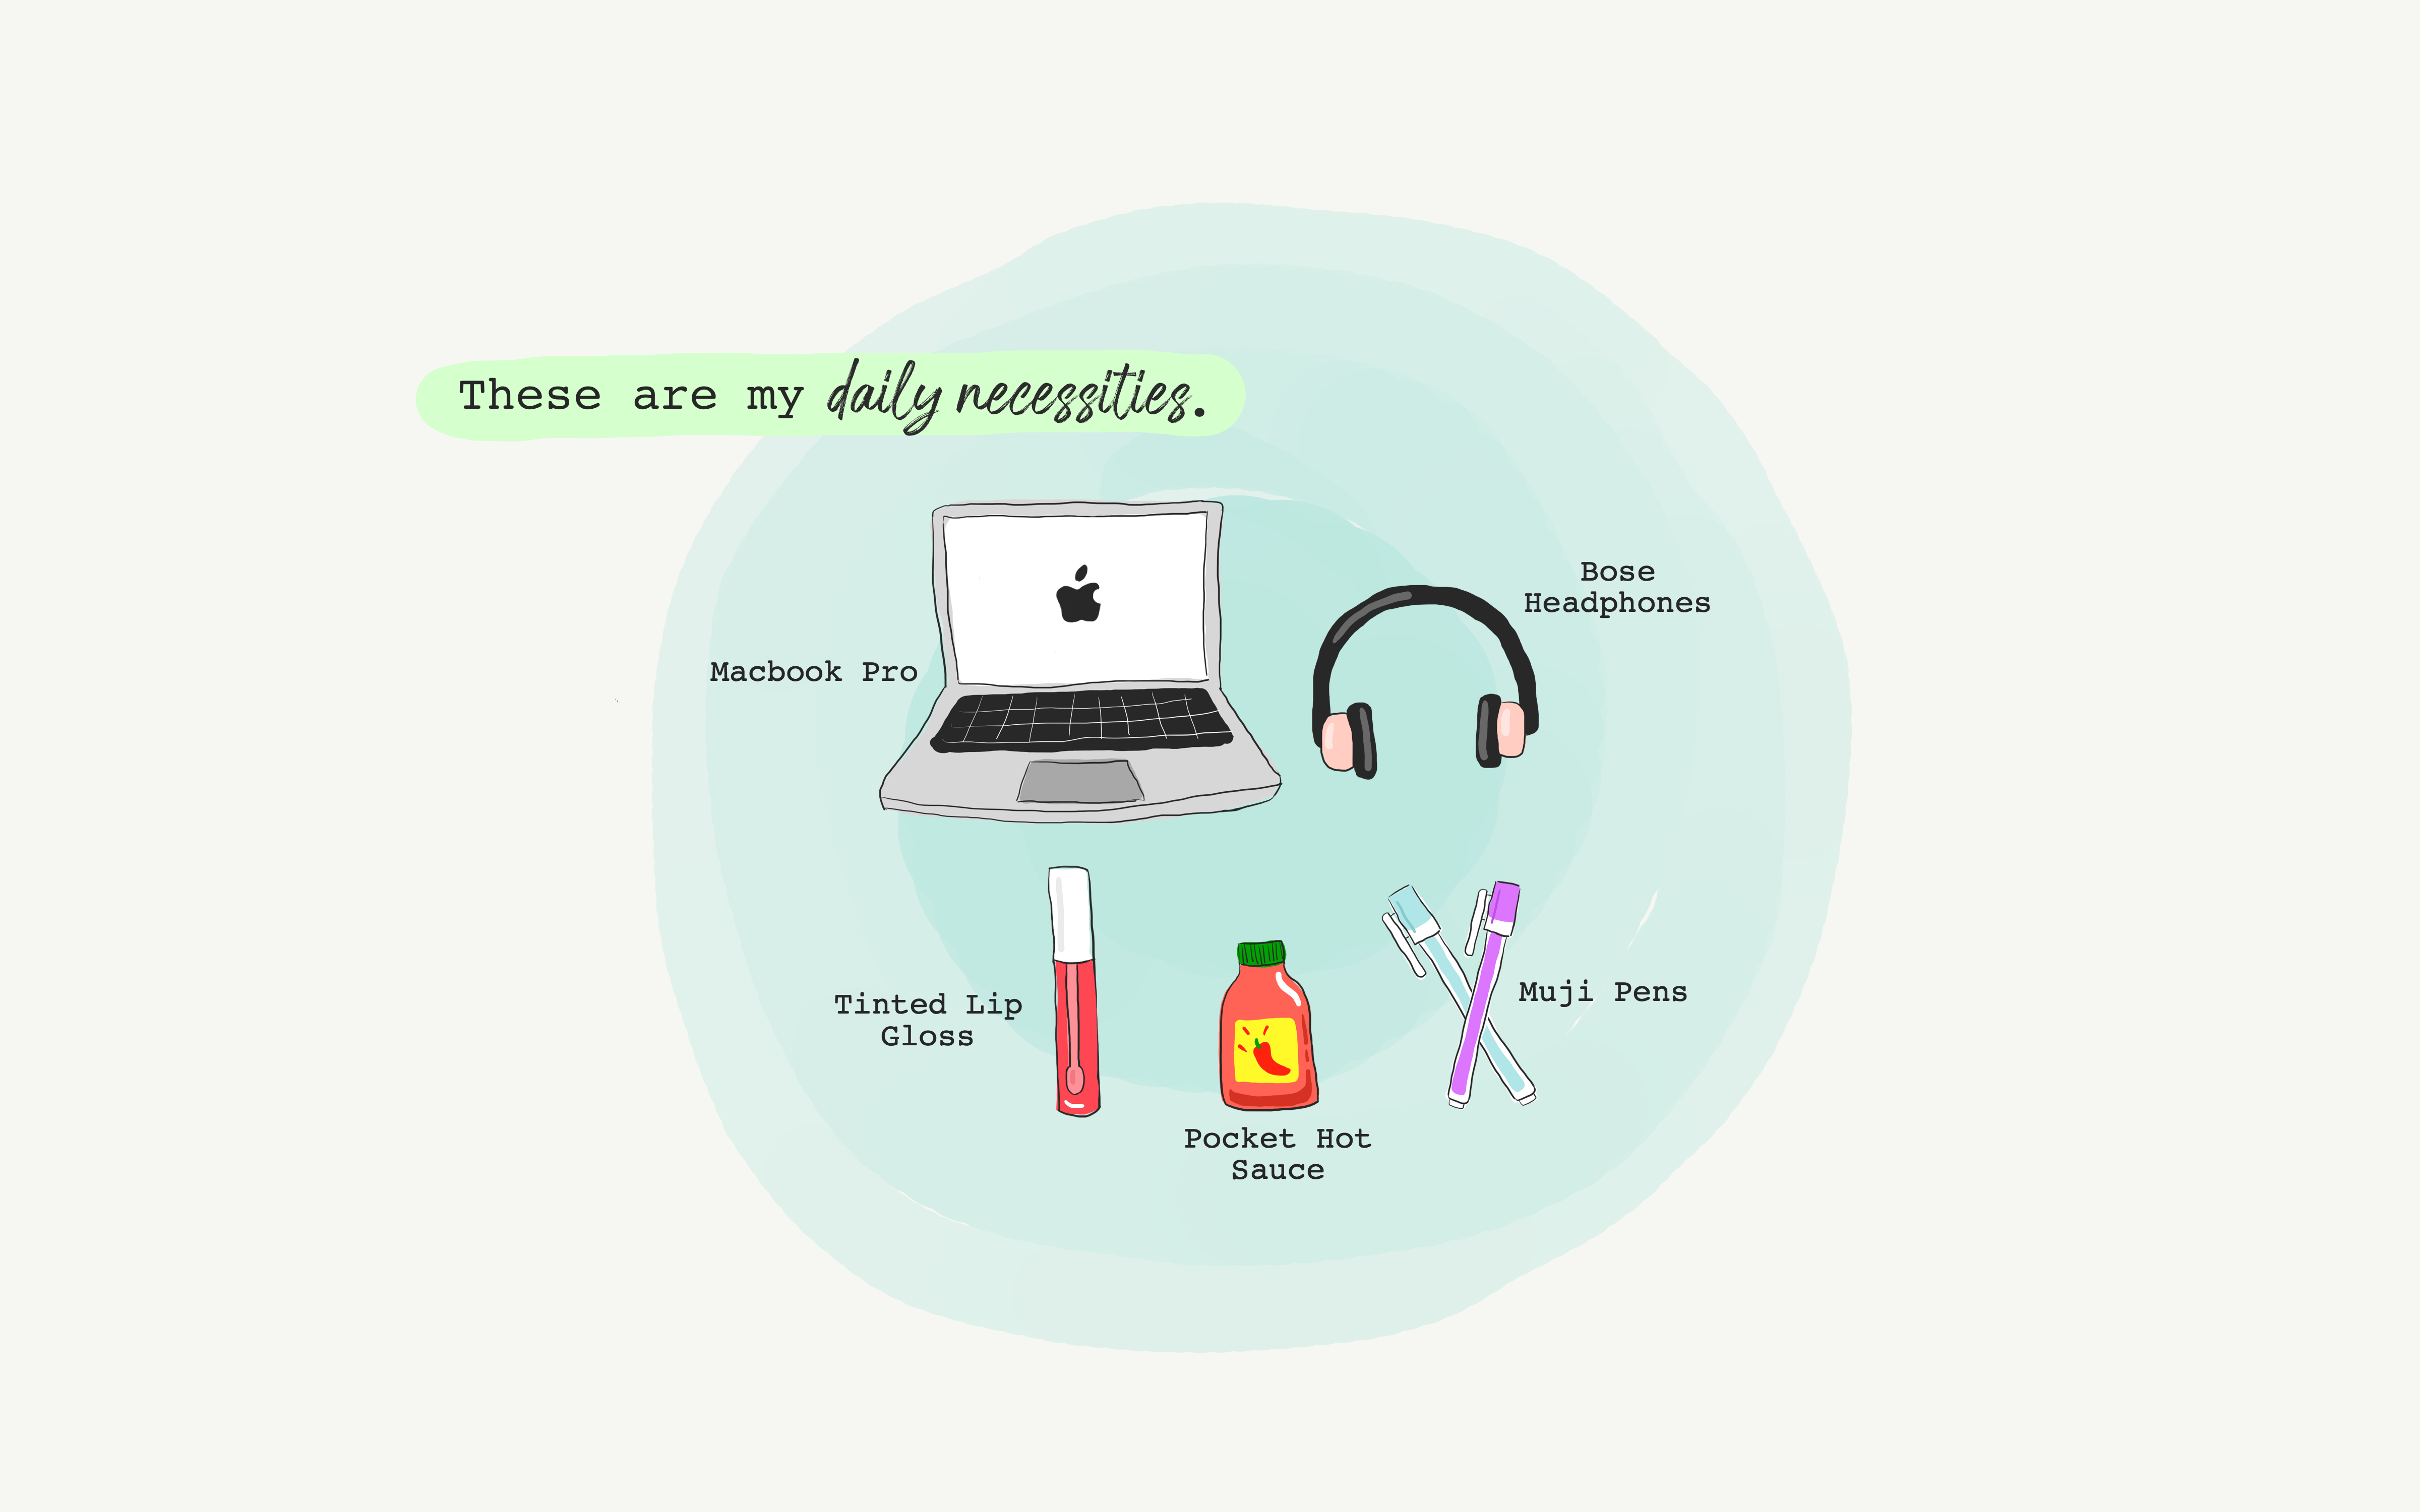 These are my daily necessities.
Bose
Headphones
Macbook Pro
Tinted Lip
Gloss
Muji Pens
Pocket Hot
Sauce